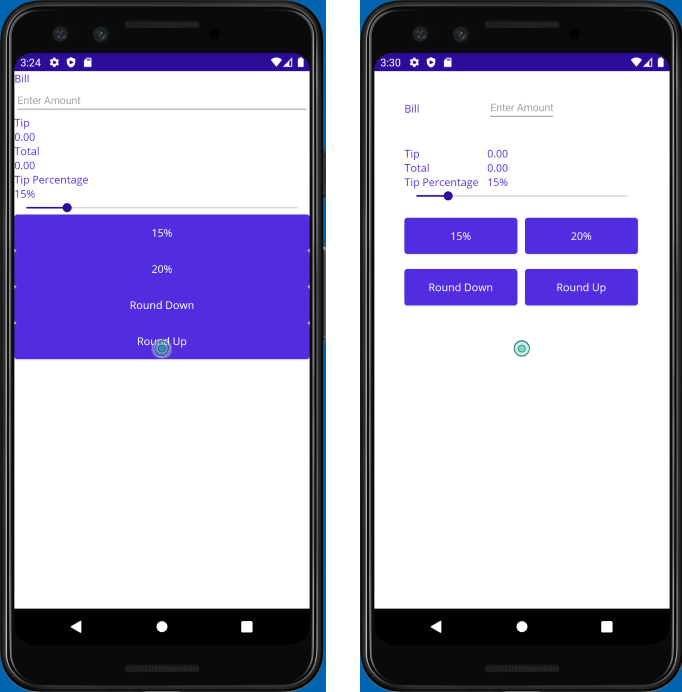 3:24
Bill
Enter Amount
Tip
0.00
Total
0.00
Tip Percentage
15%
15%
20%
Round Down
Round Up
3:30
Bill Enter Amount
Tip 0.00
Total 0.00
Tip Percentage 15%
15% 20%
Round Down Round Up